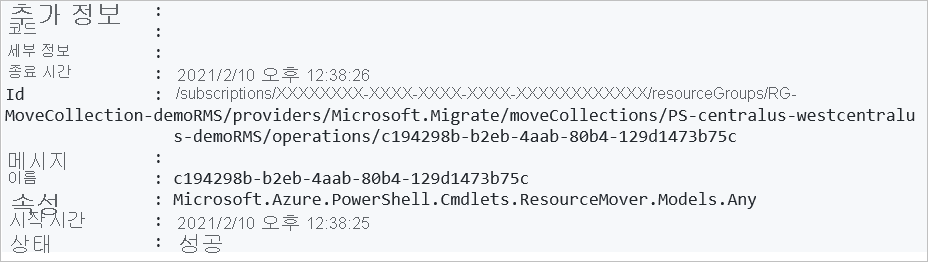 추가 정보 :
코드 :
세부 정보 :
종료 시간 : 2021/2/10 오후 12:38:26
Id : /subscriptions/XXXXXXXX-XXXX-XXXX-XXXX-XXXXXXXXXXXX/resourceGroups/RG-
MoveCollection-demoRMS/providers/Microsoft.Migrate/moveCollections/PS-centralus-westcentralu
s-demoRMS/operations/c194298b-b2eb-4aab-80b4-129d1473b75c
메시지 :
이름 : c194298b-b2eb-4aab-80b4-129d1473b75c
속성 : Microsoft.Azure.PowerShell.Cmdlets.ResourceMover.Models.Any
시작 시간 : 2021/2/10 오후 12:38:25
상태 : 성공